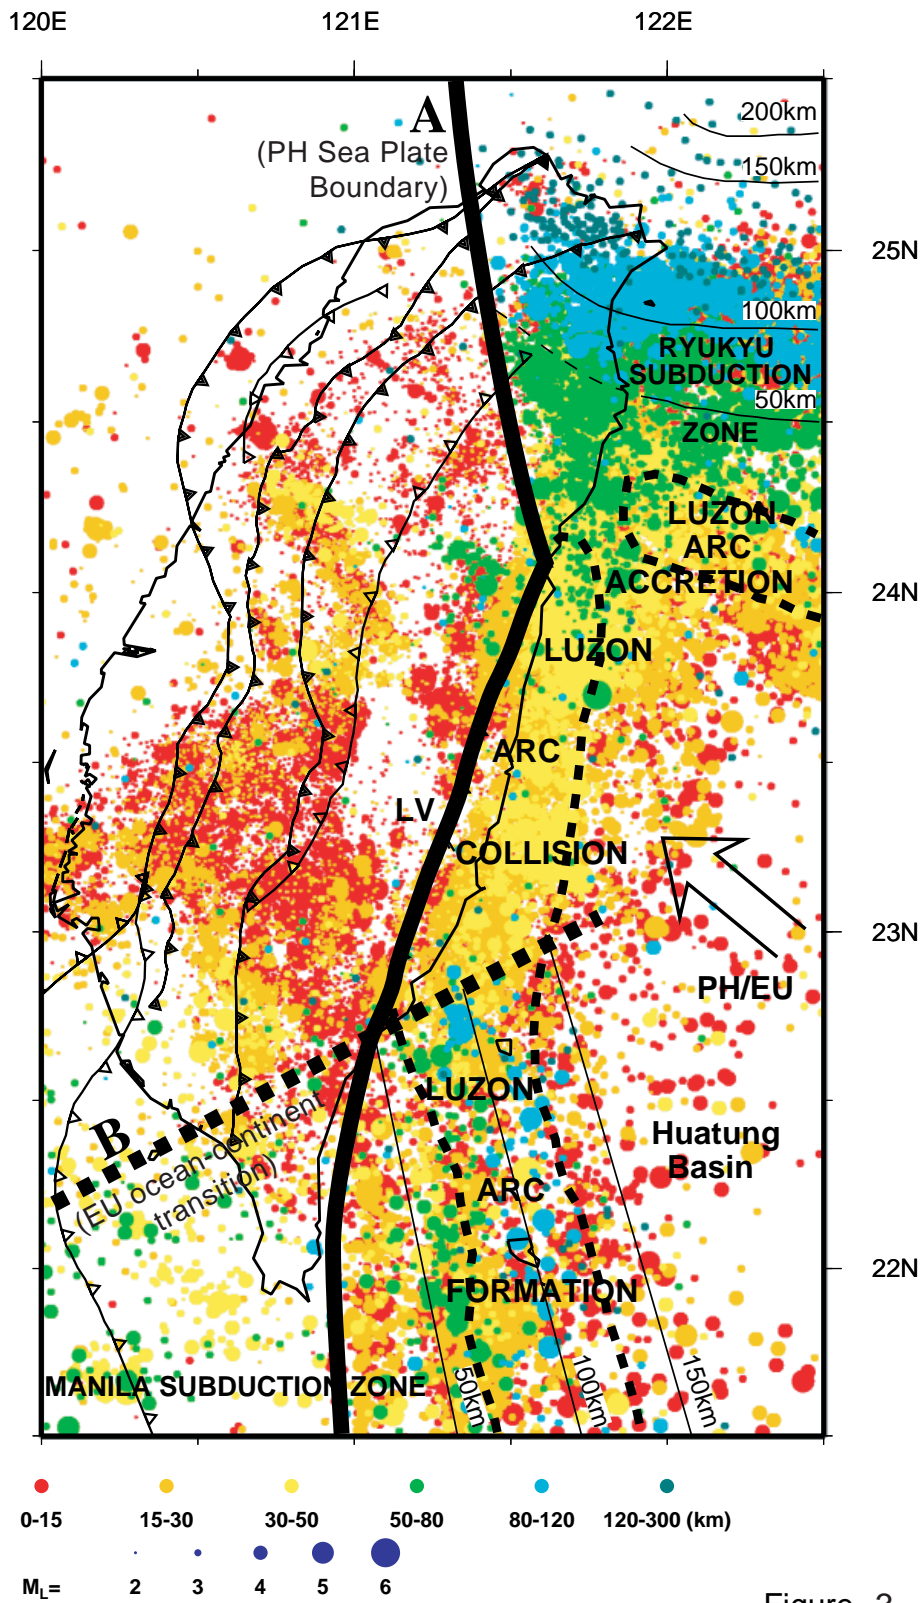 120E 121E 122E
200km
A
(PH Sea Plate
Boundary)
150km
25N
100km
RYUKYU
SUBDUCTION
50km
ZONE
LUZON
ARC
ACCRETION
24N
LUZON
ARC
LV
COLLISION
23N
PH/EU
LUZON
B
(EU ocean-continent
transition)
Huatung
Basin
ARC
22N
FORMATION
MANILA SUBDUCTION ZONE
50km
100km
150km
0-15 15-30 30-50 50-80 80-120 120-300 (km)
ML= 2 3 4 5 6